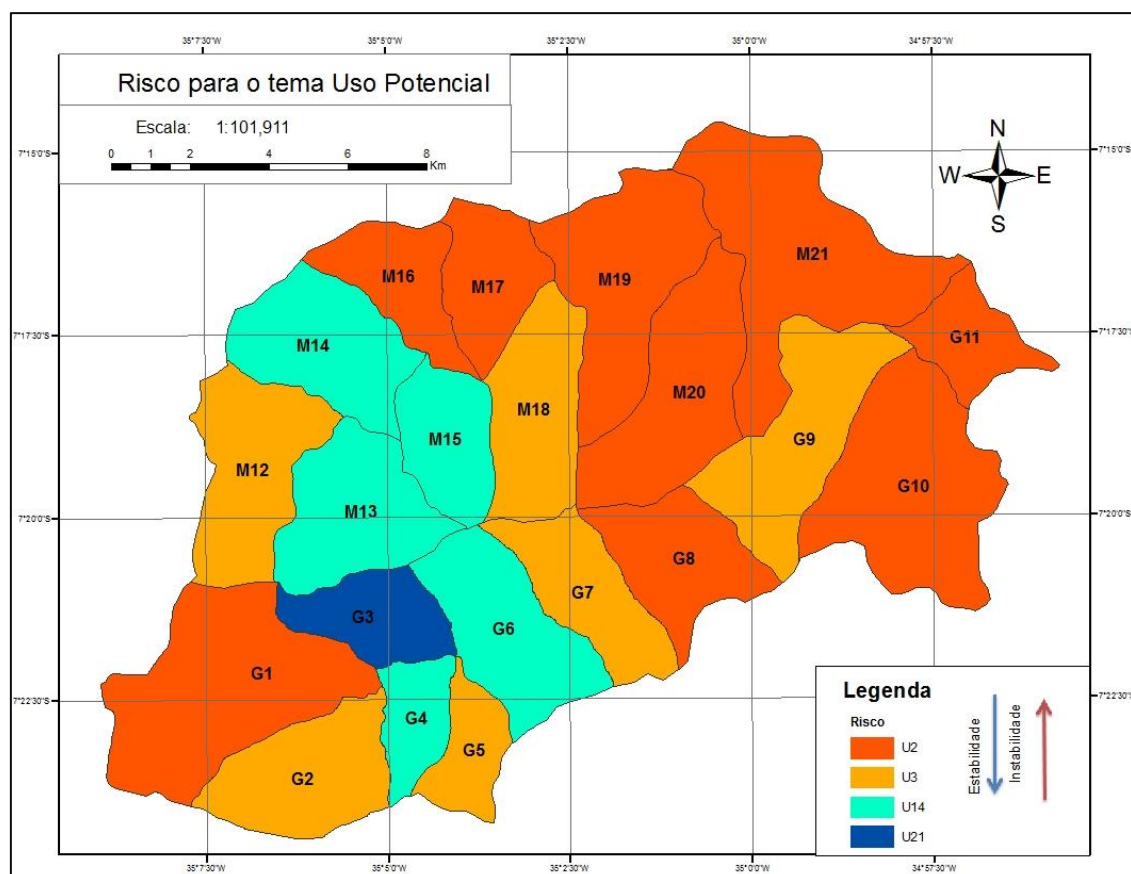 35°7'30"W 35°5'0"W 35°2'30"W 35°0'0"W 34°57'30"W
Risco para o tema Uso Potencial
Escala: 1:101,911
0 1 2 4 6 8
Km
N
W E
S
7°15'0"S 7°15'0"S
M21
M16 M17 M19
7°17'30"S 7°17'30"S
M14 G11
M20
M15 M18
G9
M12
G10
M13
7°20'0"S 7°20'0"S
G8
G7
G3
G6
G1
7°22'30"S 7°22'30"S
G4
G5
G2
Legenda
Risco
U2
U3
U14
U21
Estabilidade
Instabilidade
35°7'30"W 35°5'0"W 35°2'30"W 35°0'0"W 34°57'30"W